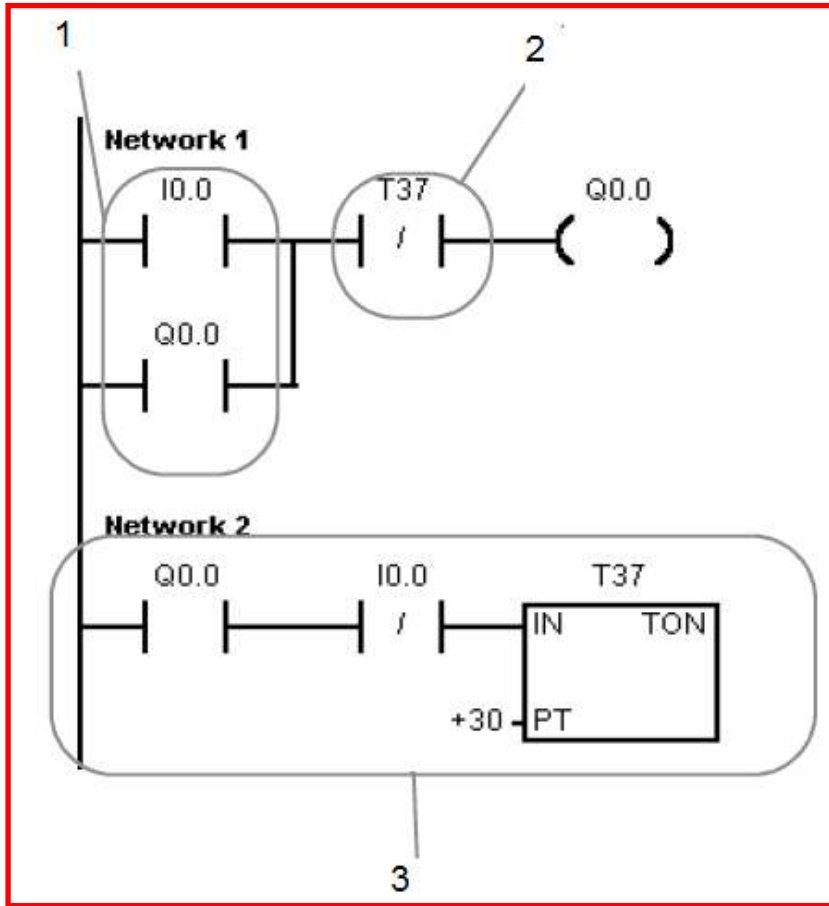 1
2
Network 1
I0.0
T37
Q0.0
/
Q0.0
Network 2
Q0.0
I0.0
T37
/
IN TON
+30
PT
3